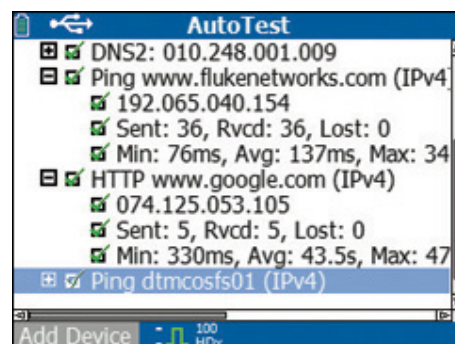 AutoTest
DNS2: 010.248.001.009
Ping www.flukenetworks.com (IPv4
192.065.040.154
Sent: 36, Rvcd: 36, Lost: 0
Min: 76ms, Avg: 137ms, Max: 34
HTTP www.google.com (IPv4)
074.125.053.105
Sent: 5, Rvcd: 5, Lost: 0
Min: 330ms, Avg: 43.5s, Max: 47
Ping dtmcosfs01 (IPv4)
Add Device
100
HDx